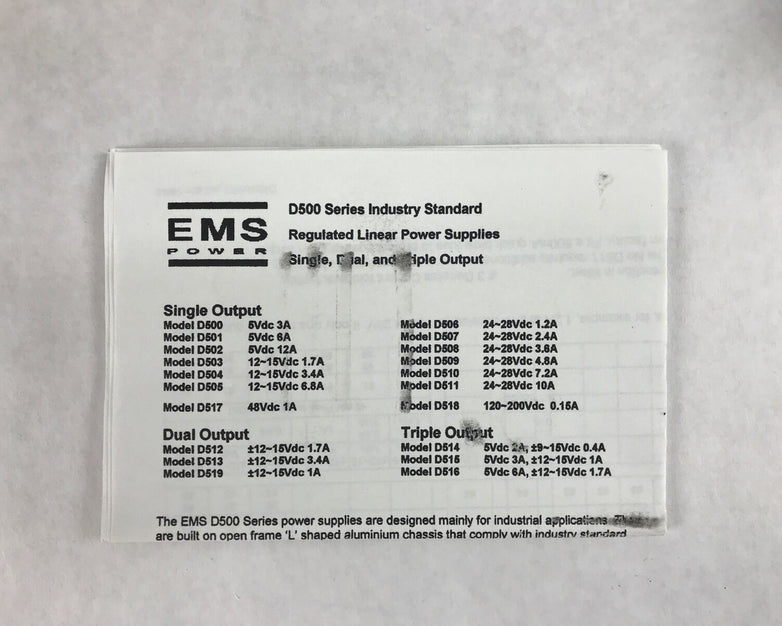 EMS
POWER
D500 Series Industry Standard
Regulated Linear Power Supplies
Single, Dual, and Triple Output
Single Output
Model D500 5Vdc 3A
Model D501 5Vdc 6A
Model D502 5Vdc 12A
Model D503 12~15Vdc 1.7A
Model D504 12~15Vdc 3.4A
Model D505 12~15Vdc 6.8A
Model D517 48Vdc 1A
Model D506 24~28Vdc 1.2A
Model D507 24~28Vdc 2.4A
Model D508 24~28Vdc 3.6A
Model D509 24~28Vdc 4.8A
Model D510 24~28Vdc 7.2A
Model D511 24~28Vdc 10A
Model D518 120~200Vdc 0.15A
Dual Output
Model D512 ±12~15Vdc 1.7A
Model D513 ±12~15Vdc 3.4A
Model D519 ±12~15Vdc 1A
Triple Output
Model D514 5Vdc 2A, ±9~15Vdc 0.4A
Model D515 5Vdc 3A, ±12~15Vdc 1A
Model D516 5Vdc 6A, ±12~15Vdc 1.7A
The EMS D500 Series power supplies are designed mainly for industrial applications.
are built on open frame 'L' shaped aluminium chassis that comply with industry standard